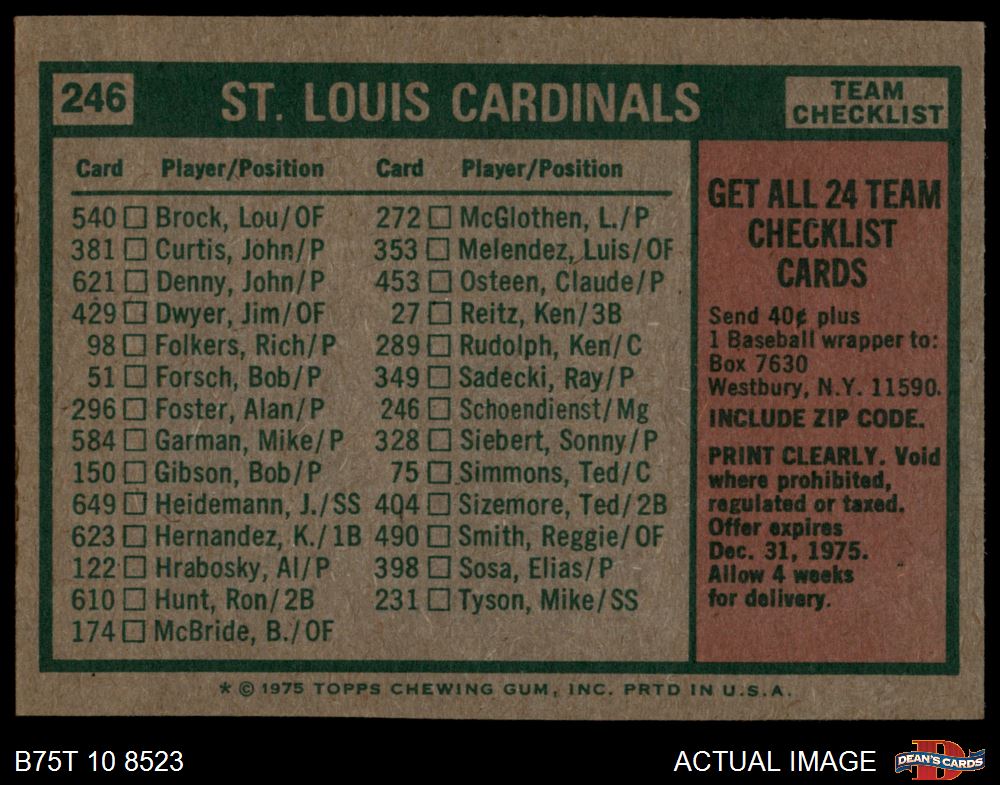 246
ST. LOUIS CARDINALS
TEAM
CHECKLIST
Card Player/Position Card Player/Position
540 □ Brock, Lou/OF 272 □ McGlothen, L./P
381 □ Curtis, John/P 353 □ Melendez, Luis/OF
621 □ Denny, John/P 453 □ Osteen, Claude/P
429 □ Dwyer, Jim/OF 27 □ Reitz, Ken/3B
98 □ Folkers, Rich/P 289 □ Rudolph, Ken/C
51 □ Forsch, Bob/P 349 □ Sadecki, Ray/P
296 □ Foster, Alan/P 246 □ Schoendienst/Mg
584 □ Garman, Mike/P 328 □ Siebert, Sonny/P
150 □ Gibson, Bob/P 75 □ Simmons, Ted/C
649 □ Heidemann, J./SS 404 □ Sizemore, Ted/2B
623 □ Hernandez, K./1B 490 □ Smith, Reggie/OF
122 □ Hrabosky, Al/P 398 □ Sosa, Elias/P
610 □ Hunt, Ron/2B 231 □ Tyson, Mike/SS
174 □ McBride, B./OF
GET ALL 24 TEAM
CHECKLIST
CARDS
Send 40¢ plus
1 Baseball wrapper to:
Box 7630
Westbury, N.Y. 11590.
INCLUDE ZIP CODE.
PRINT CLEARLY. Void
where prohibited,
regulated or taxed.
Offer expires
Dec. 31, 1975.
Allow 4 weeks
for delivery.
* © 1975 TOPPS CHEWING GUM, INC. PRTD IN U.S.A.
B75T 10 8523
ACTUAL IMAGE
D
DEAN'S CARDS